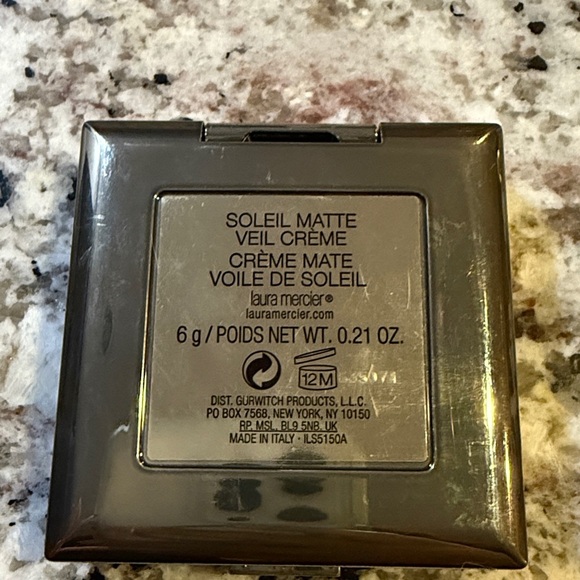 SOLEIL MATTE
VEIL CRÈME
CRÈME MATE
VOILE DE SOLEIL
laura mercier®
lauramercier.com
6 g / POIDS NET WT. 0.21 OZ.
12 M
DIST. GURWITCH PRODUCTS, L.L.C.
PO BOX 7568, NEW YORK, NY 10150
RP. MSL, BL9 5NB, UK
MADE IN ITALY · ILS5150A